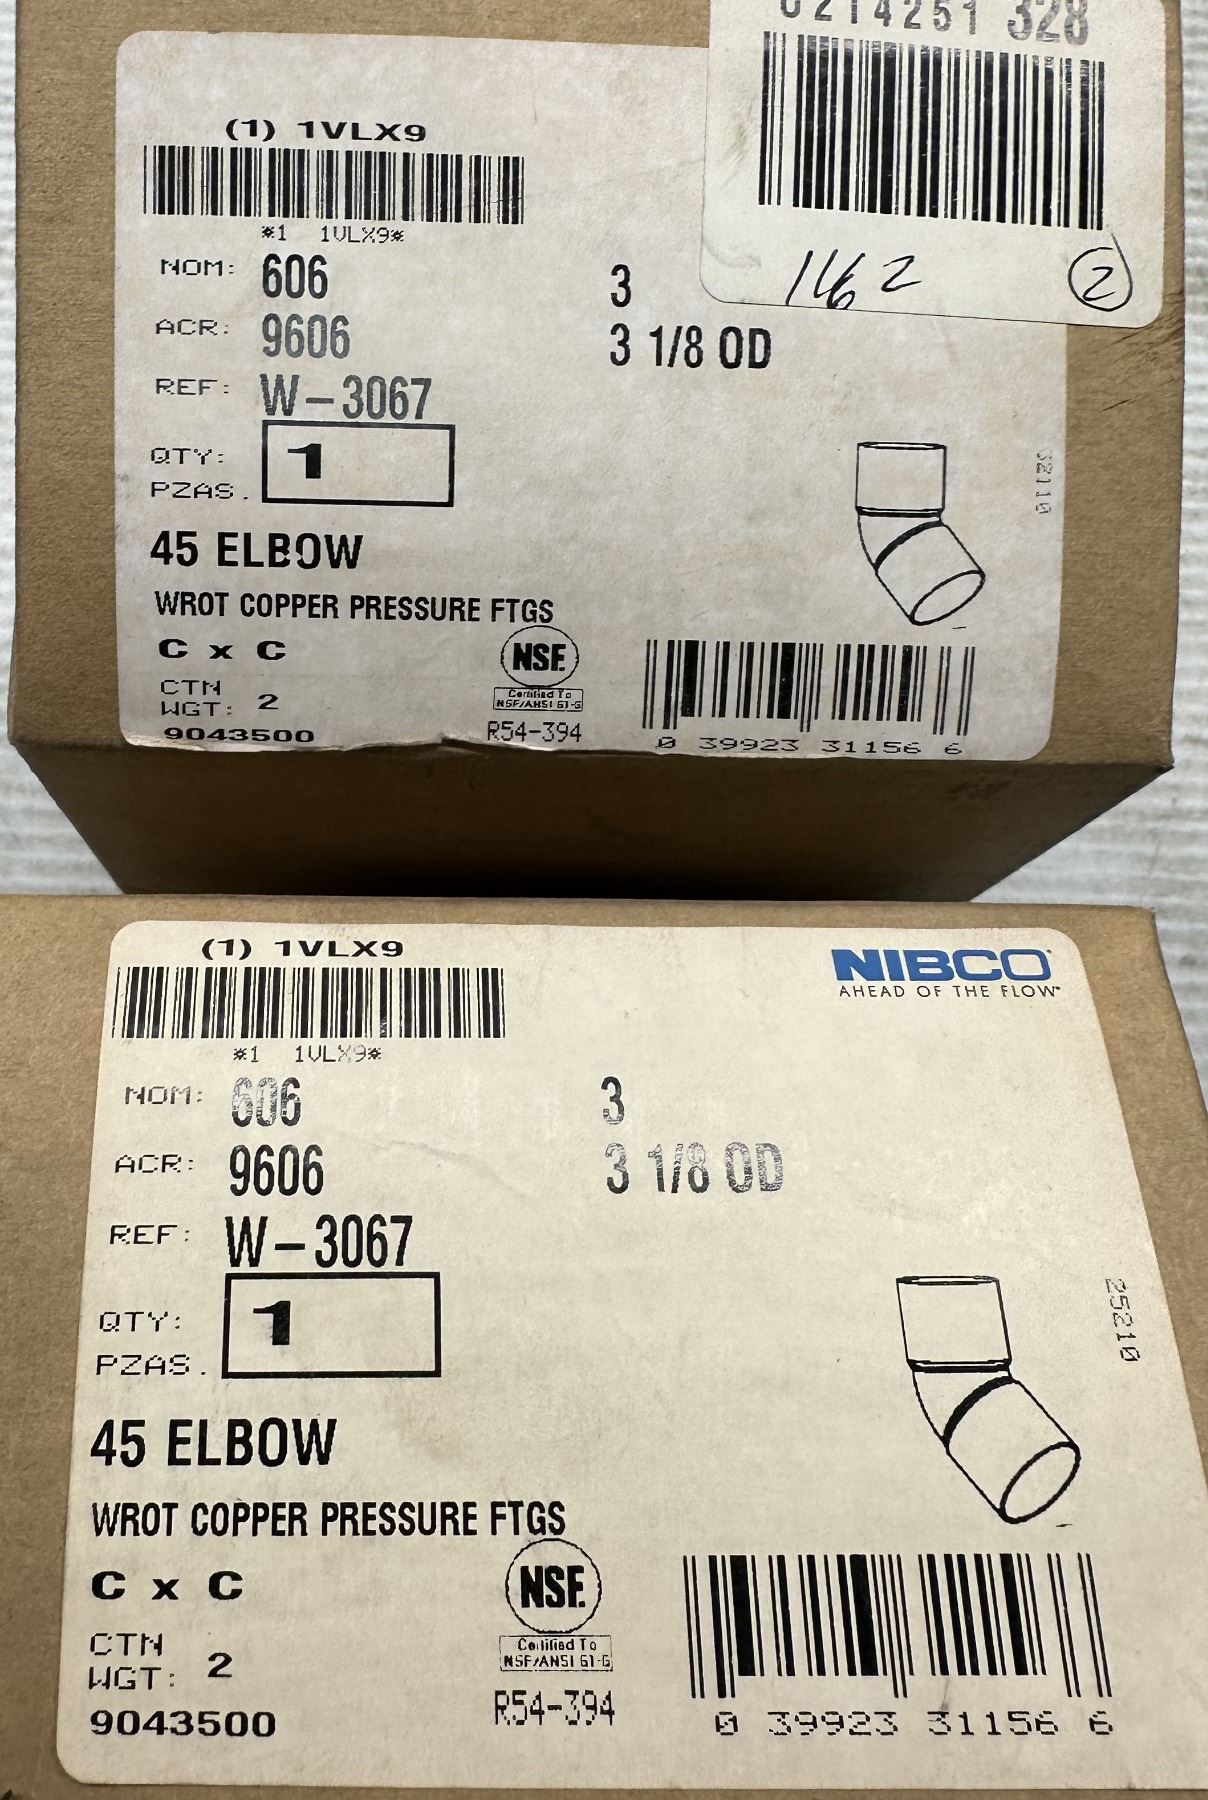 0214251 328
(1) 1VLX9
*1 1VLX9*
162 2
NOM: 606 3
ACR: 9606 3 1/8 OD
REF: W-3067
QTY: 1
PZAS.
32110
45 ELBOW
WROT COPPER PRESSURE FTGS
C x C
NSF.
Certified To
NSF/ANSI 61-G
CTN
WGT: 2
R54-394
9043500
0 39923 31156 6
(1) 1VLX9
NIBCO
AHEAD OF THE FLOW
*1 1VLX9*
NOM: 606 3
ACR: 9606 3 1/8 OD
REF: W-3067
QTY: 1
PZAS.
25210
45 ELBOW
WROT COPPER PRESSURE FTGS
C x C
NSF.
Certified To
NSF/ANSI 61-G
CTN
WGT: 2
R54-394
9043500
0 39923 31156 6